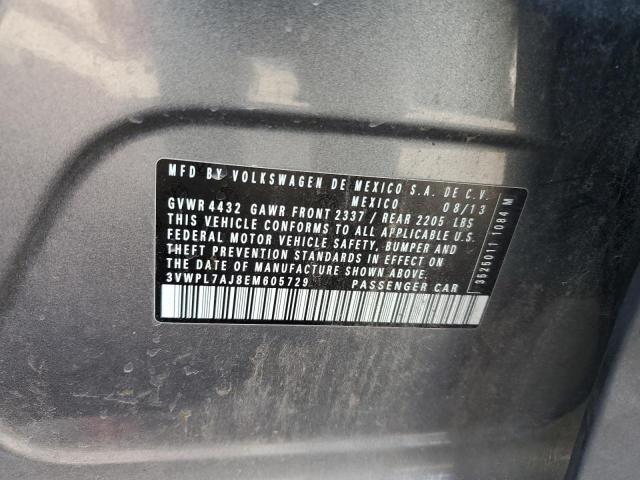 MFD BY VOLKSWAGEN DE MEXICO S.A. DE C.V.
MEXICO 08/13
GVWR 4432 GAWR FRONT 2337 / REAR 2205 LBS
THIS VEHICLE CONFORMS TO ALL APPLICABLE U.S.
FEDERAL MOTOR VEHICLE SAFETY, BUMPER AND
THEFT PREVENTION STANDARDS IN EFFECT ON
THE DATE OF MANUFACTURE SHOWN ABOVE.
3VWPL7AJ8EM605729 PASSENGER CAR
3525011 1084 M